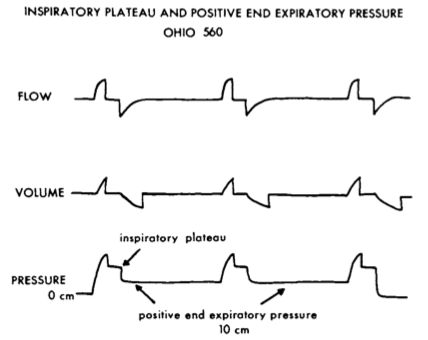 INSPIRATORY PLATEAU AND POSITIVE END EXPIRATORY PRESSURE
OHIO 560
FLOW
VOLUME
inspiratory plateau
PRESSURE
0 cm
positive end expiratory pressure
10 cm